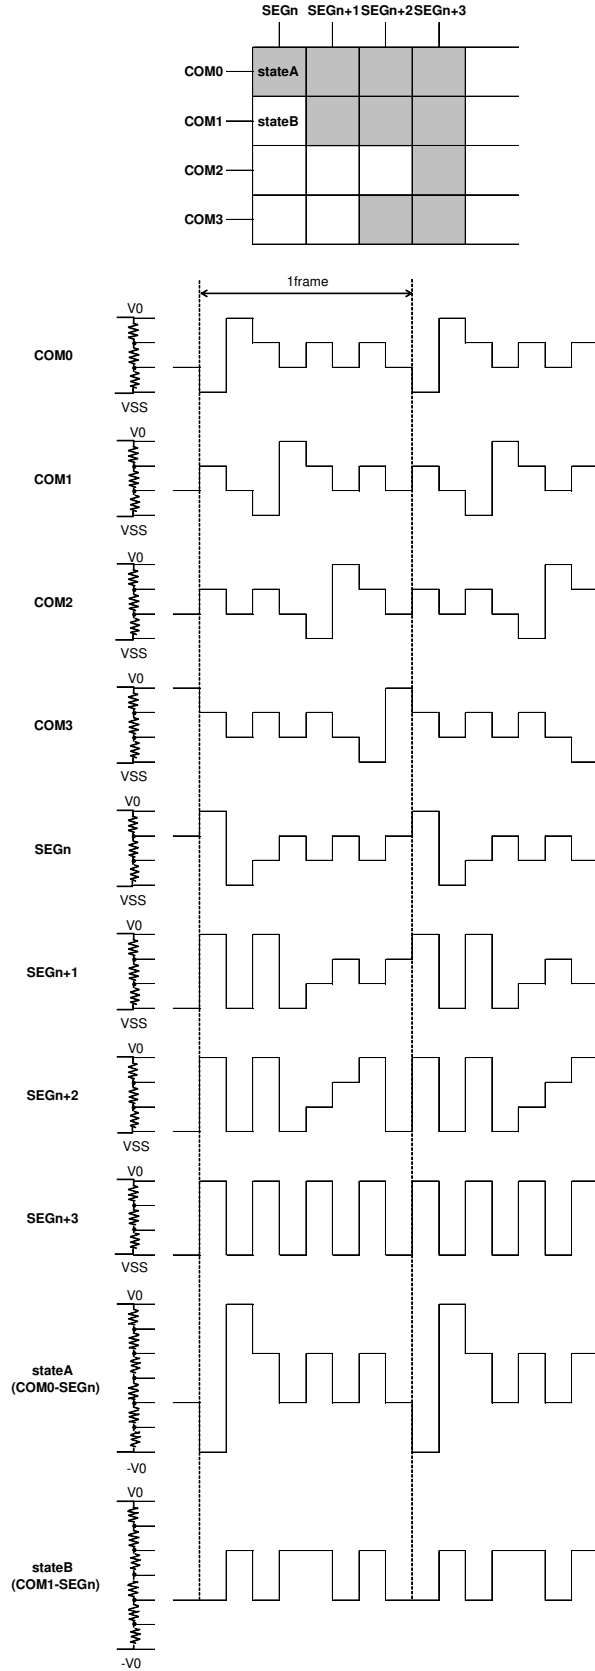 SEGn SEGn+1 SEGn+2 SEGn+3
COM0 stateA
COM1 stateB
COM2
COM3
1frame
V0
COM0
VSS
V0
COM1
VSS
V0
COM2
VSS
V0
COM3
VSS
V0
SEGn
VSS
V0
SEGn+1
VSS
V0
SEGn+2
VSS
V0
SEGn+3
VSS
V0
stateA
(COM0-SEGn)
-V0
V0
stateB
(COM1-SEGn)
-V0